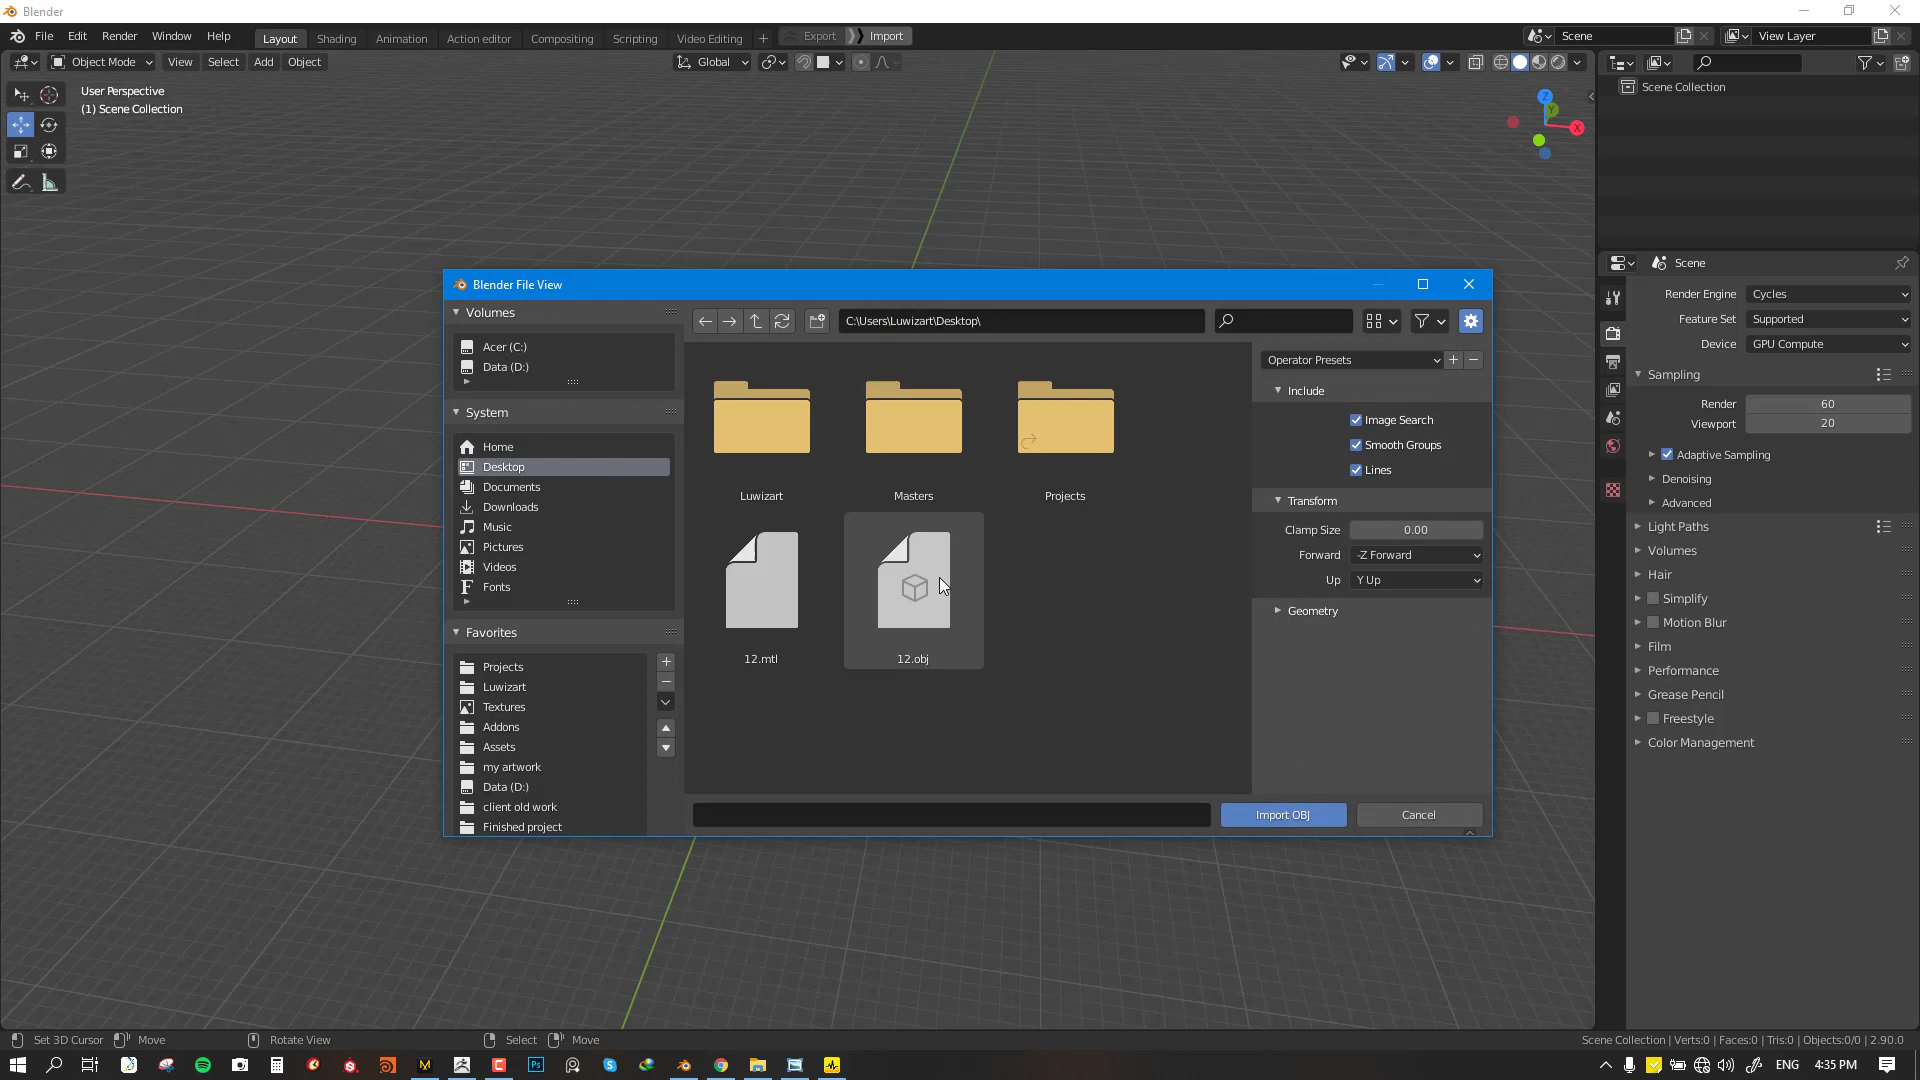 Blender
File Edit Render Window Help Layout Shading Animation Action editor Compositing Scripting Video Editing + Export Import Scene View Layer
Object Mode View Select Add Object Global
User Perspective
(1) Scene Collection
Z
Y
X
Scene Collection
Blender File View
Volumes
Acer (C:)
Data (D:)
System
Home
Desktop
Documents
Downloads
Music
Pictures
Videos
Fonts
Favorites
Projects
Luwizart
Textures
Addons
Assets
my artwork
Data (D:)
client old work
Finished project
C:\Users\Luwizart\Desktop\
Luwizart Masters Projects
12.mtl 12.obj
Operator Presets
Include
Image Search
Smooth Groups
Lines
Transform
Clamp Size 0.00
Forward -Z Forward
Up Y Up
Geometry
Import OBJ Cancel
Scene
Render Engine Cycles
Feature Set Supported
Device GPU Compute
Sampling
Render 60
Viewport 20
Adaptive Sampling
Denoising
Advanced
Light Paths
Volumes
Hair
Simplify
Motion Blur
Film
Performance
Grease Pencil
Freestyle
Color Management
Set 3D Cursor Move Rotate View Select Move Scene Collection | Verts:0 | Faces:0 | Tris:0 | Objects:0/0 | 2.90.0
ENG 4:35 PM